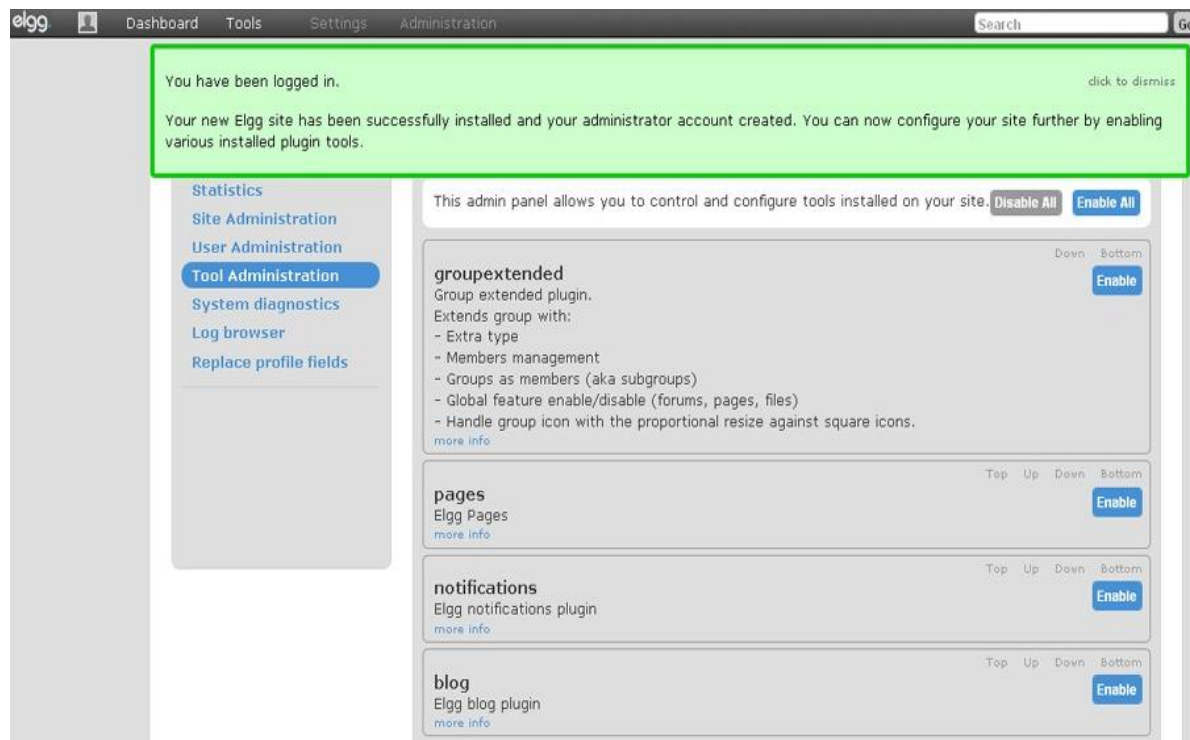 elgg.
Dashboard Tools Settings Administration Search
You have been logged in. click to dismiss
Your new Elgg site has been successfully installed and your administrator account created. You can now configure your site further by enabling
various installed plugin tools.
Statistics
Site Administration
User Administration
Tool Administration
System diagnostics
Log browser
Replace profile fields
This admin panel allows you to control and configure tools installed on your site. Disable All Enable All
Down Bottom
groupextended
Enable
Group extended plugin.
Extends group with:
- Extra type
- Members management
- Groups as members (aka subgroups)
- Global feature enable/disable (forums, pages, files)
- Handle group icon with the proportional resize against square icons.
more info
Top Up Down Bottom
pages
Enable
Elgg Pages
more info
Top Up Down Bottom
notifications
Enable
Elgg notifications plugin
more info
Top Up Down Bottom
blog
Enable
Elgg blog plugin
more info